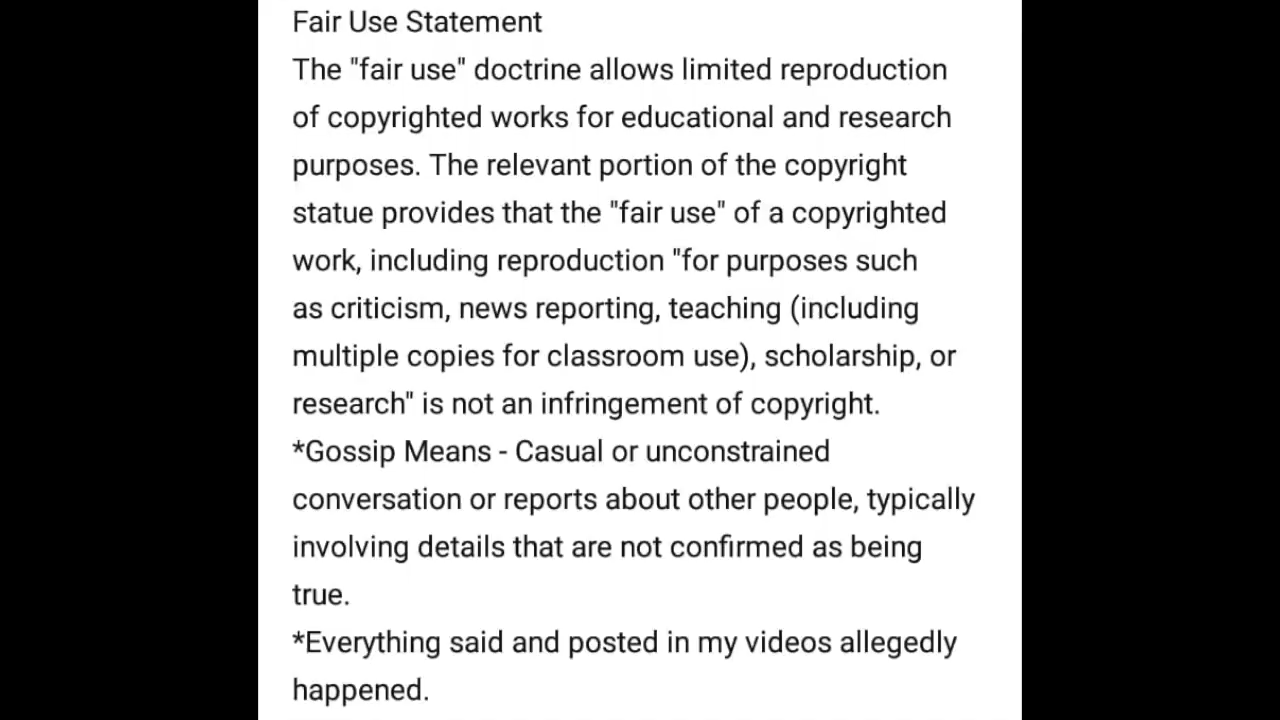 Fair Use Statement
The "fair use" doctrine allows limited reproduction
of copyrighted works for educational and research
purposes. The relevant portion of the copyright
statue provides that the "fair use" of a copyrighted
work, including reproduction "for purposes such
as criticism, news reporting, teaching (including
multiple copies for classroom use), scholarship, or
research" is not an infringement of copyright.
*Gossip Means - Casual or unconstrained
conversation or reports about other people, typically
involving details that are not confirmed as being
true.
*Everything said and posted in my videos allegedly
happened.